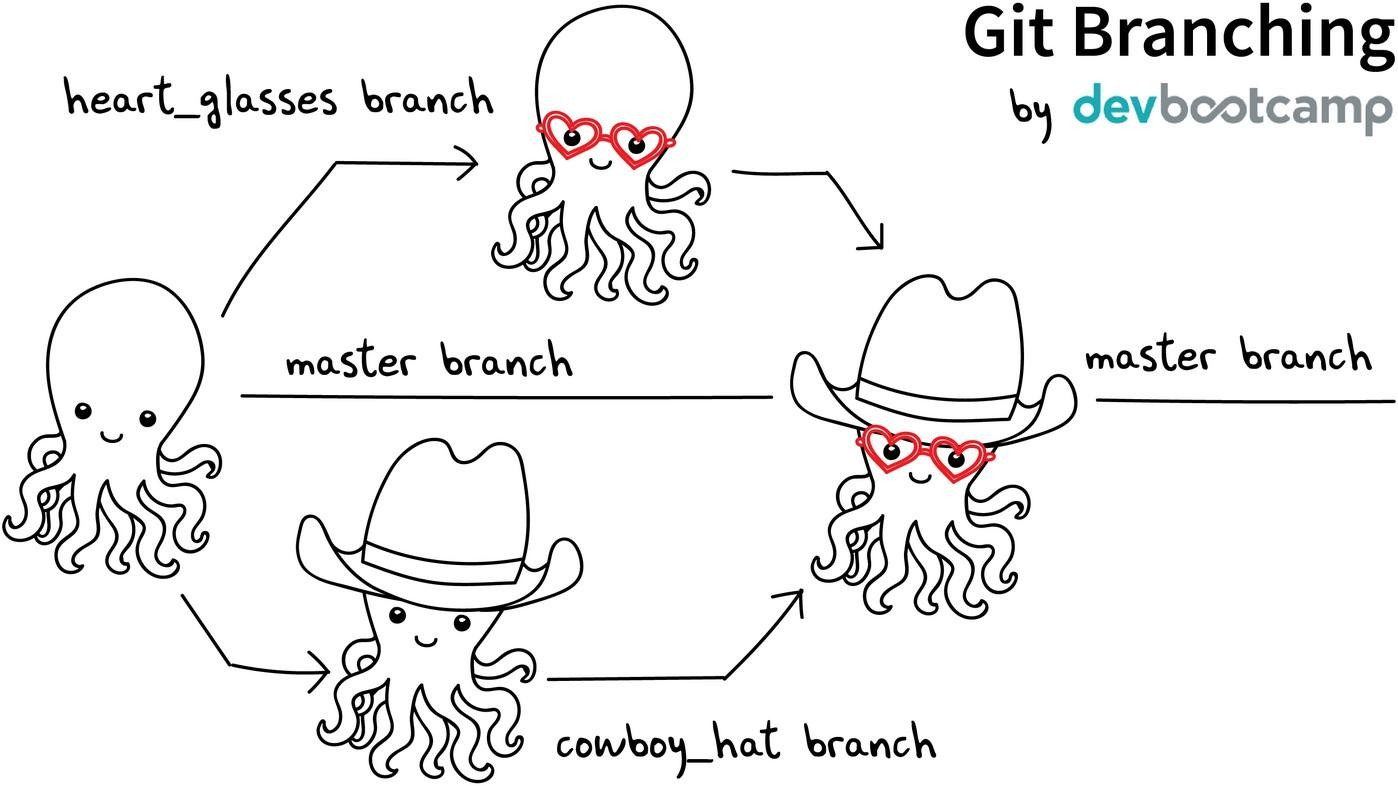 Git Branching
by devbootcamp
heart_glasses branch
master branch
master branch
cowboy_hat branch